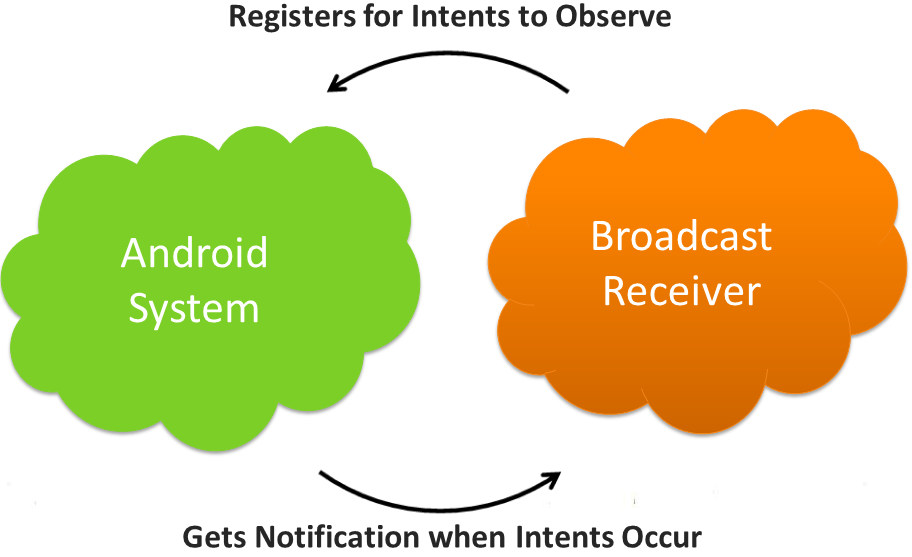 Registers for Intents to Observe
Android
System
Broadcast
Receiver
Gets Notification when Intents Occur